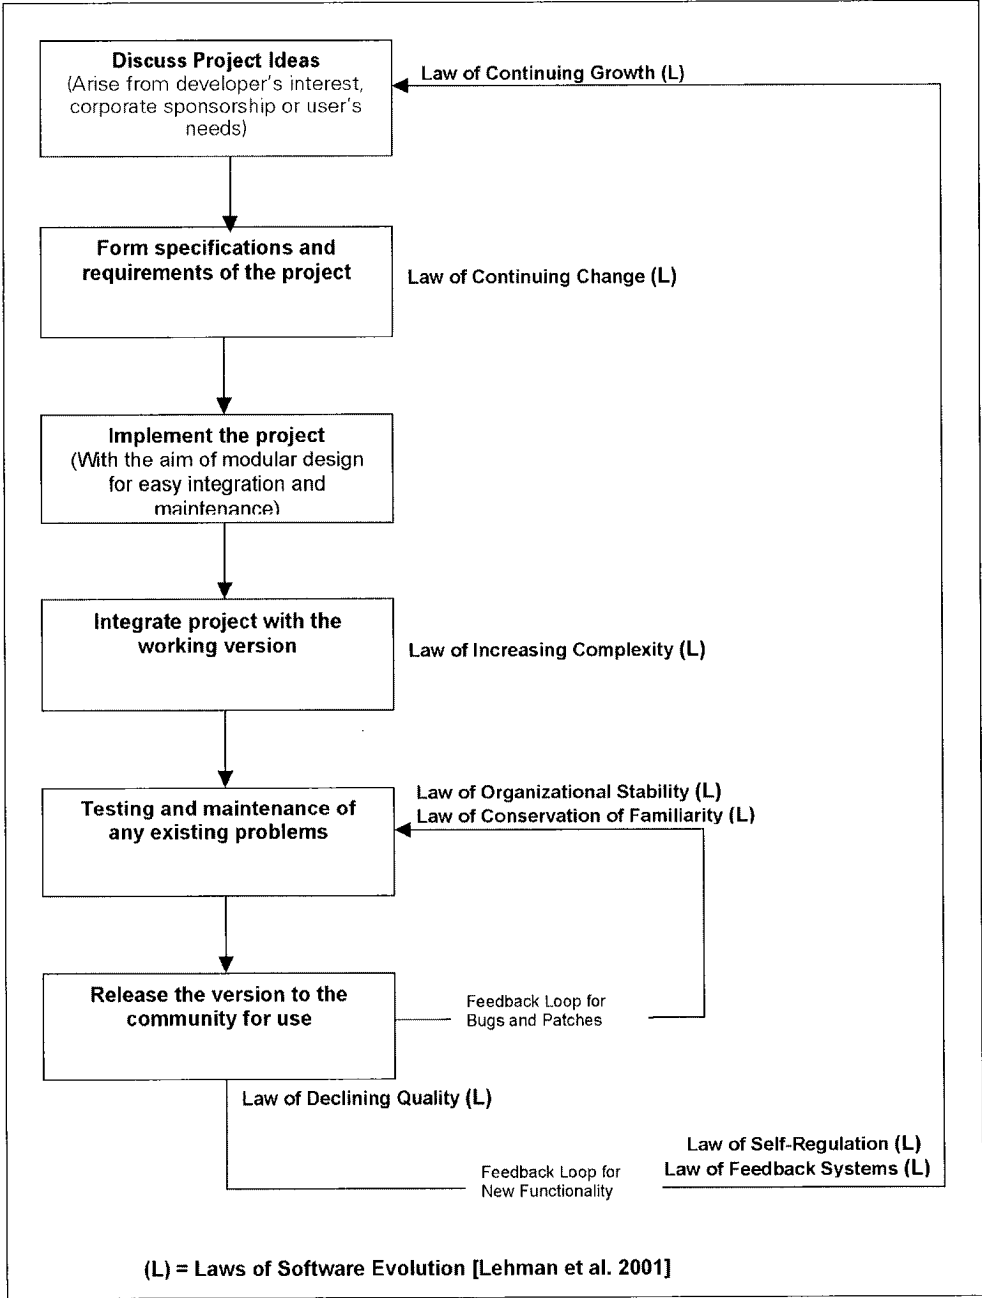 Discuss Project Ideas
(Arise from developer's interest,
corporate sponsorship or user's
needs)
Law of Continuing Growth (L)
Form specifications and
requirements of the project
Law of Continuing Change (L)
Implement the project
(With the aim of modular design
for easy integration and
maintenance)
Integrate project with the
working version
Law of Increasing Complexity (L)
Testing and maintenance of
any existing problems
Law of Organizational Stability (L)
Law of Conservation of Familiarity (L)
Release the version to the
community for use
Feedback Loop for
Bugs and Patches
Law of Declining Quality (L)
Law of Self-Regulation (L)
Law of Feedback Systems (L)
Feedback Loop for
New Functionality
(L) = Laws of Software Evolution [Lehman et al. 2001]